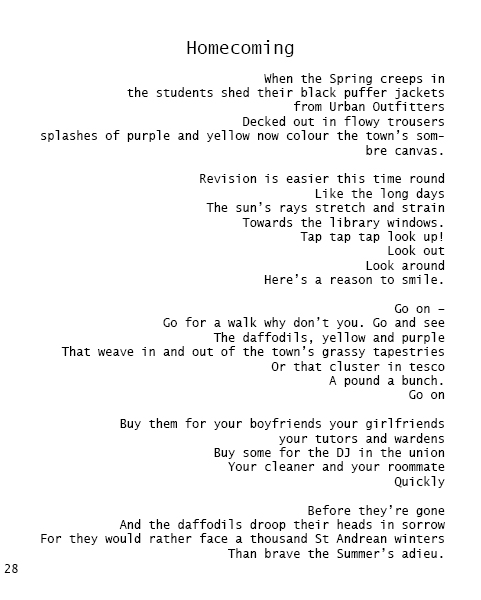 Homecoming
When the Spring creeps in
the students shed their black puffer jackets
from Urban Outfitters
Decked out in flowy trousers
splashes of purple and yellow now colour the town's som-
bre canvas.
Revision is easier this time round
Like the long days
The sun's rays stretch and strain
Towards the library windows.
Tap tap tap look up!
Look out
Look around
Here's a reason to smile.
Go on –
Go for a walk why don't you. Go and see
The daffodils, yellow and purple
That weave in and out of the town's grassy tapestries
Or that cluster in tesco
A pound a bunch.
Go on
Buy them for your boyfriends your girlfriends
your tutors and wardens
Buy some for the DJ in the union
Your cleaner and your roommate
Quickly
Before they're gone
And the daffodils droop their heads in sorrow
For they would rather face a thousand St Andrean winters
Than brave the Summer's adieu.
28